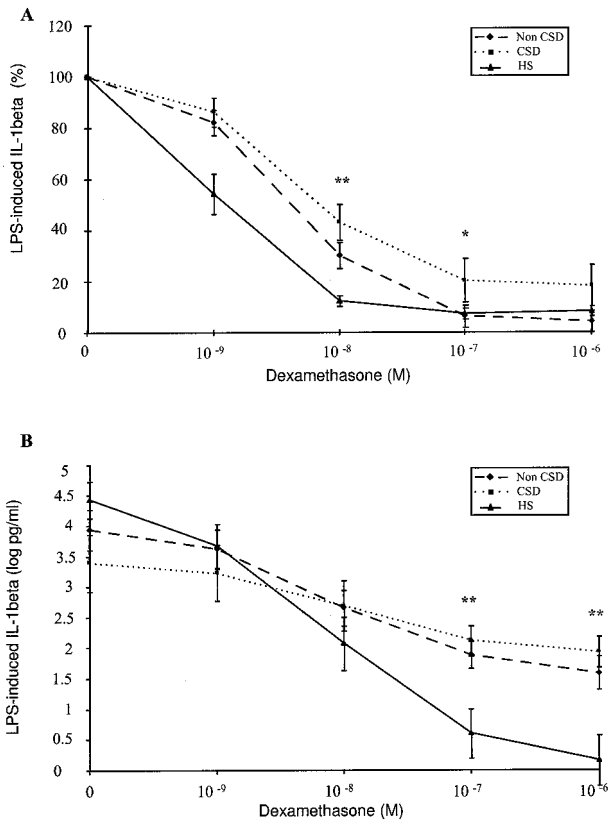 A
Non CSD
CSD
HS
LPS-induced IL-1beta (%)
120
100
80
60
40
20
0
**
*
0
10⁻⁹
10⁻⁸
10⁻⁷
10⁻⁶
Dexamethasone (M)
B
Non CSD
CSD
HS
LPS-induced IL-1beta (log pg/ml)
5
4.5
4
3.5
3
2.5
2
1.5
1
0.5
0
**
**
0
10⁻⁹
10⁻⁸
10⁻⁷
10⁻⁶
Dexamethasone (M)